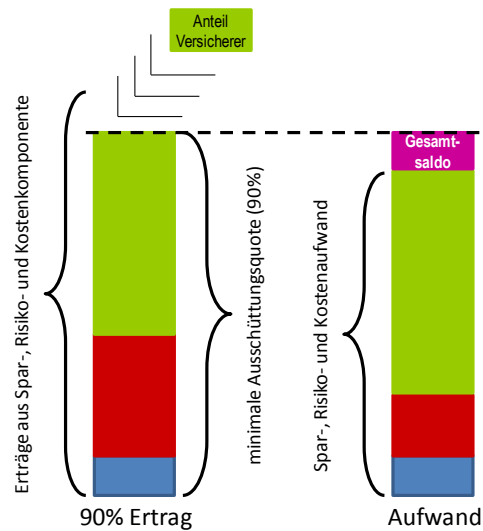 Anteil
Versicherer
Erträge aus Spar-, Risiko- und Kostenkomponente
minimale Ausschüttungsquote (90%)
Gesamt-
saldo
Spar-, Risiko- und Kostenaufwand
90% Ertrag
Aufwand